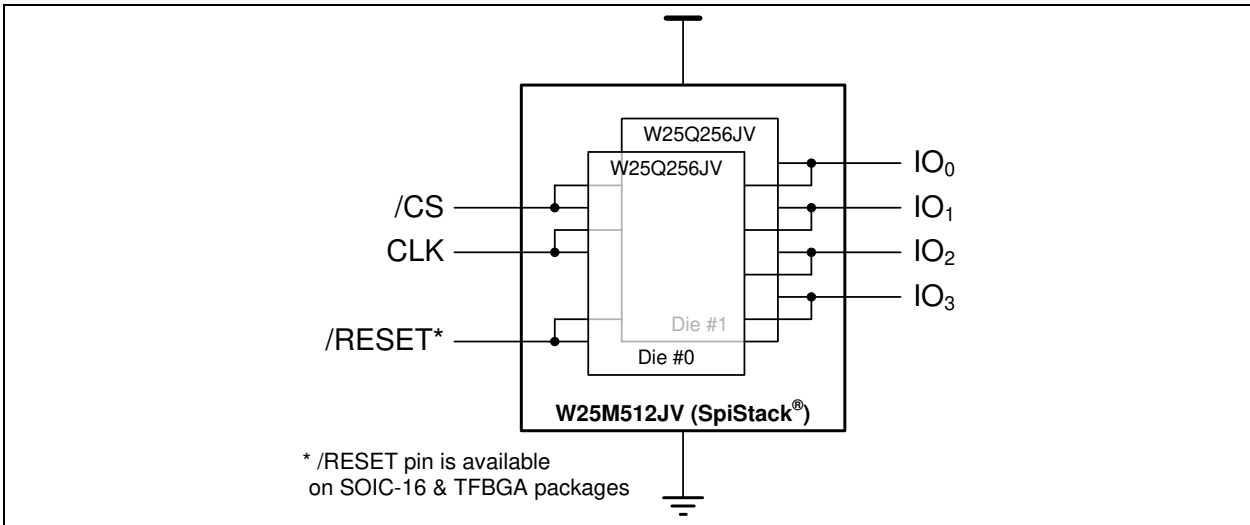 W25Q256JV
W25Q256JV
/CS
CLK
/RESET*
IO₀
IO₁
IO₂
IO₃
Die #1
Die #0
W25M512JV (SpiStack®)
* /RESET pin is available
on SOIC-16 & TFBGA packages